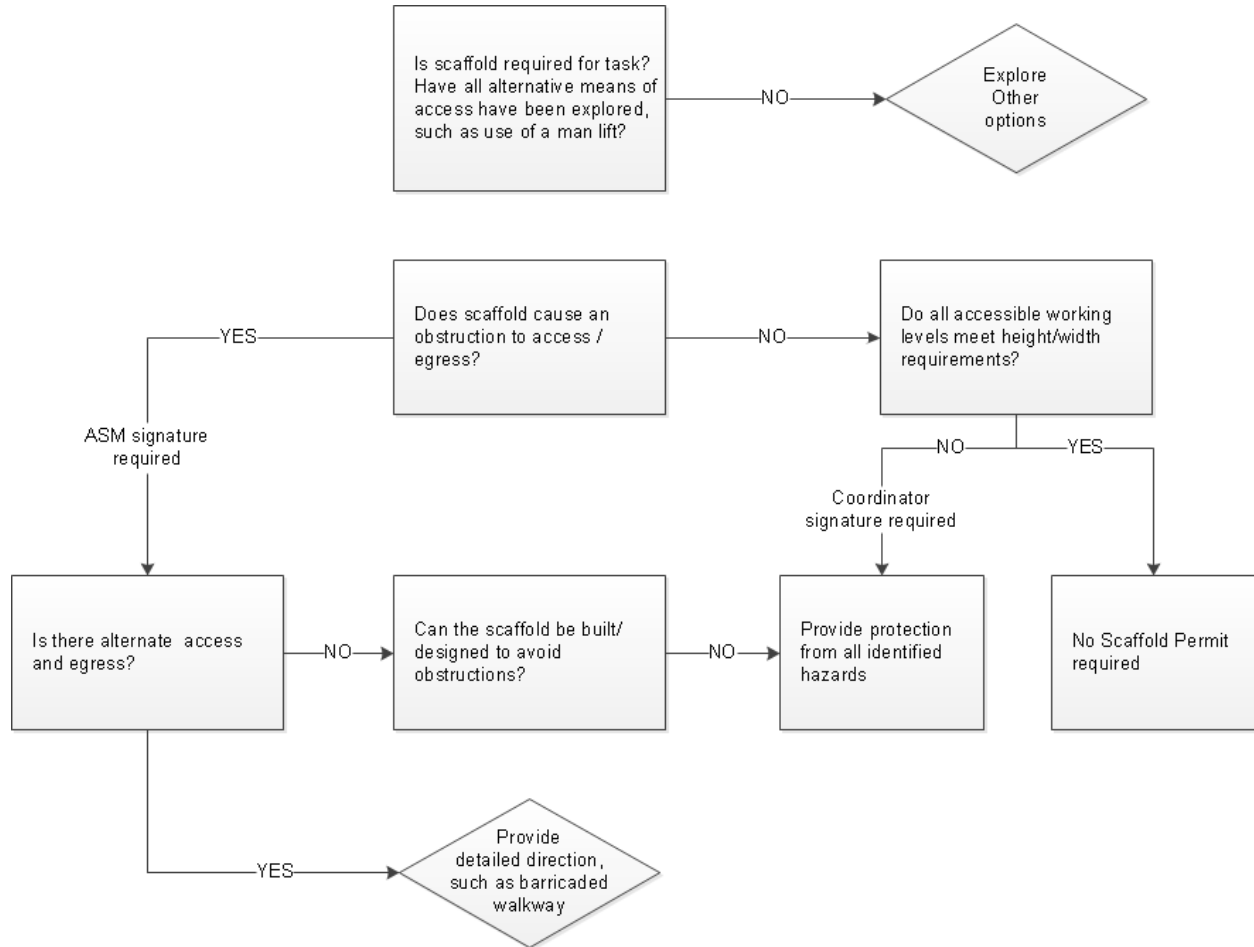 Is scaffold required for task?
Have all alternative means of
access have been explored,
such as use of a man lift?
NO
Explore
Other
options
Does scaffold cause an
obstruction to access /
egress?
YES
NO
Do all accessible working
levels meet height/width
requirements?
ASM signature
required
NO
YES
Coordinator
signature required
Is there alternate access
and egress?
NO
Can the scaffold be built/
designed to avoid
obstructions?
NO
Provide protection
from all identified
hazards
No Scaffold Permit
required
YES
Provide
detailed direction,
such as barricaded
walkway